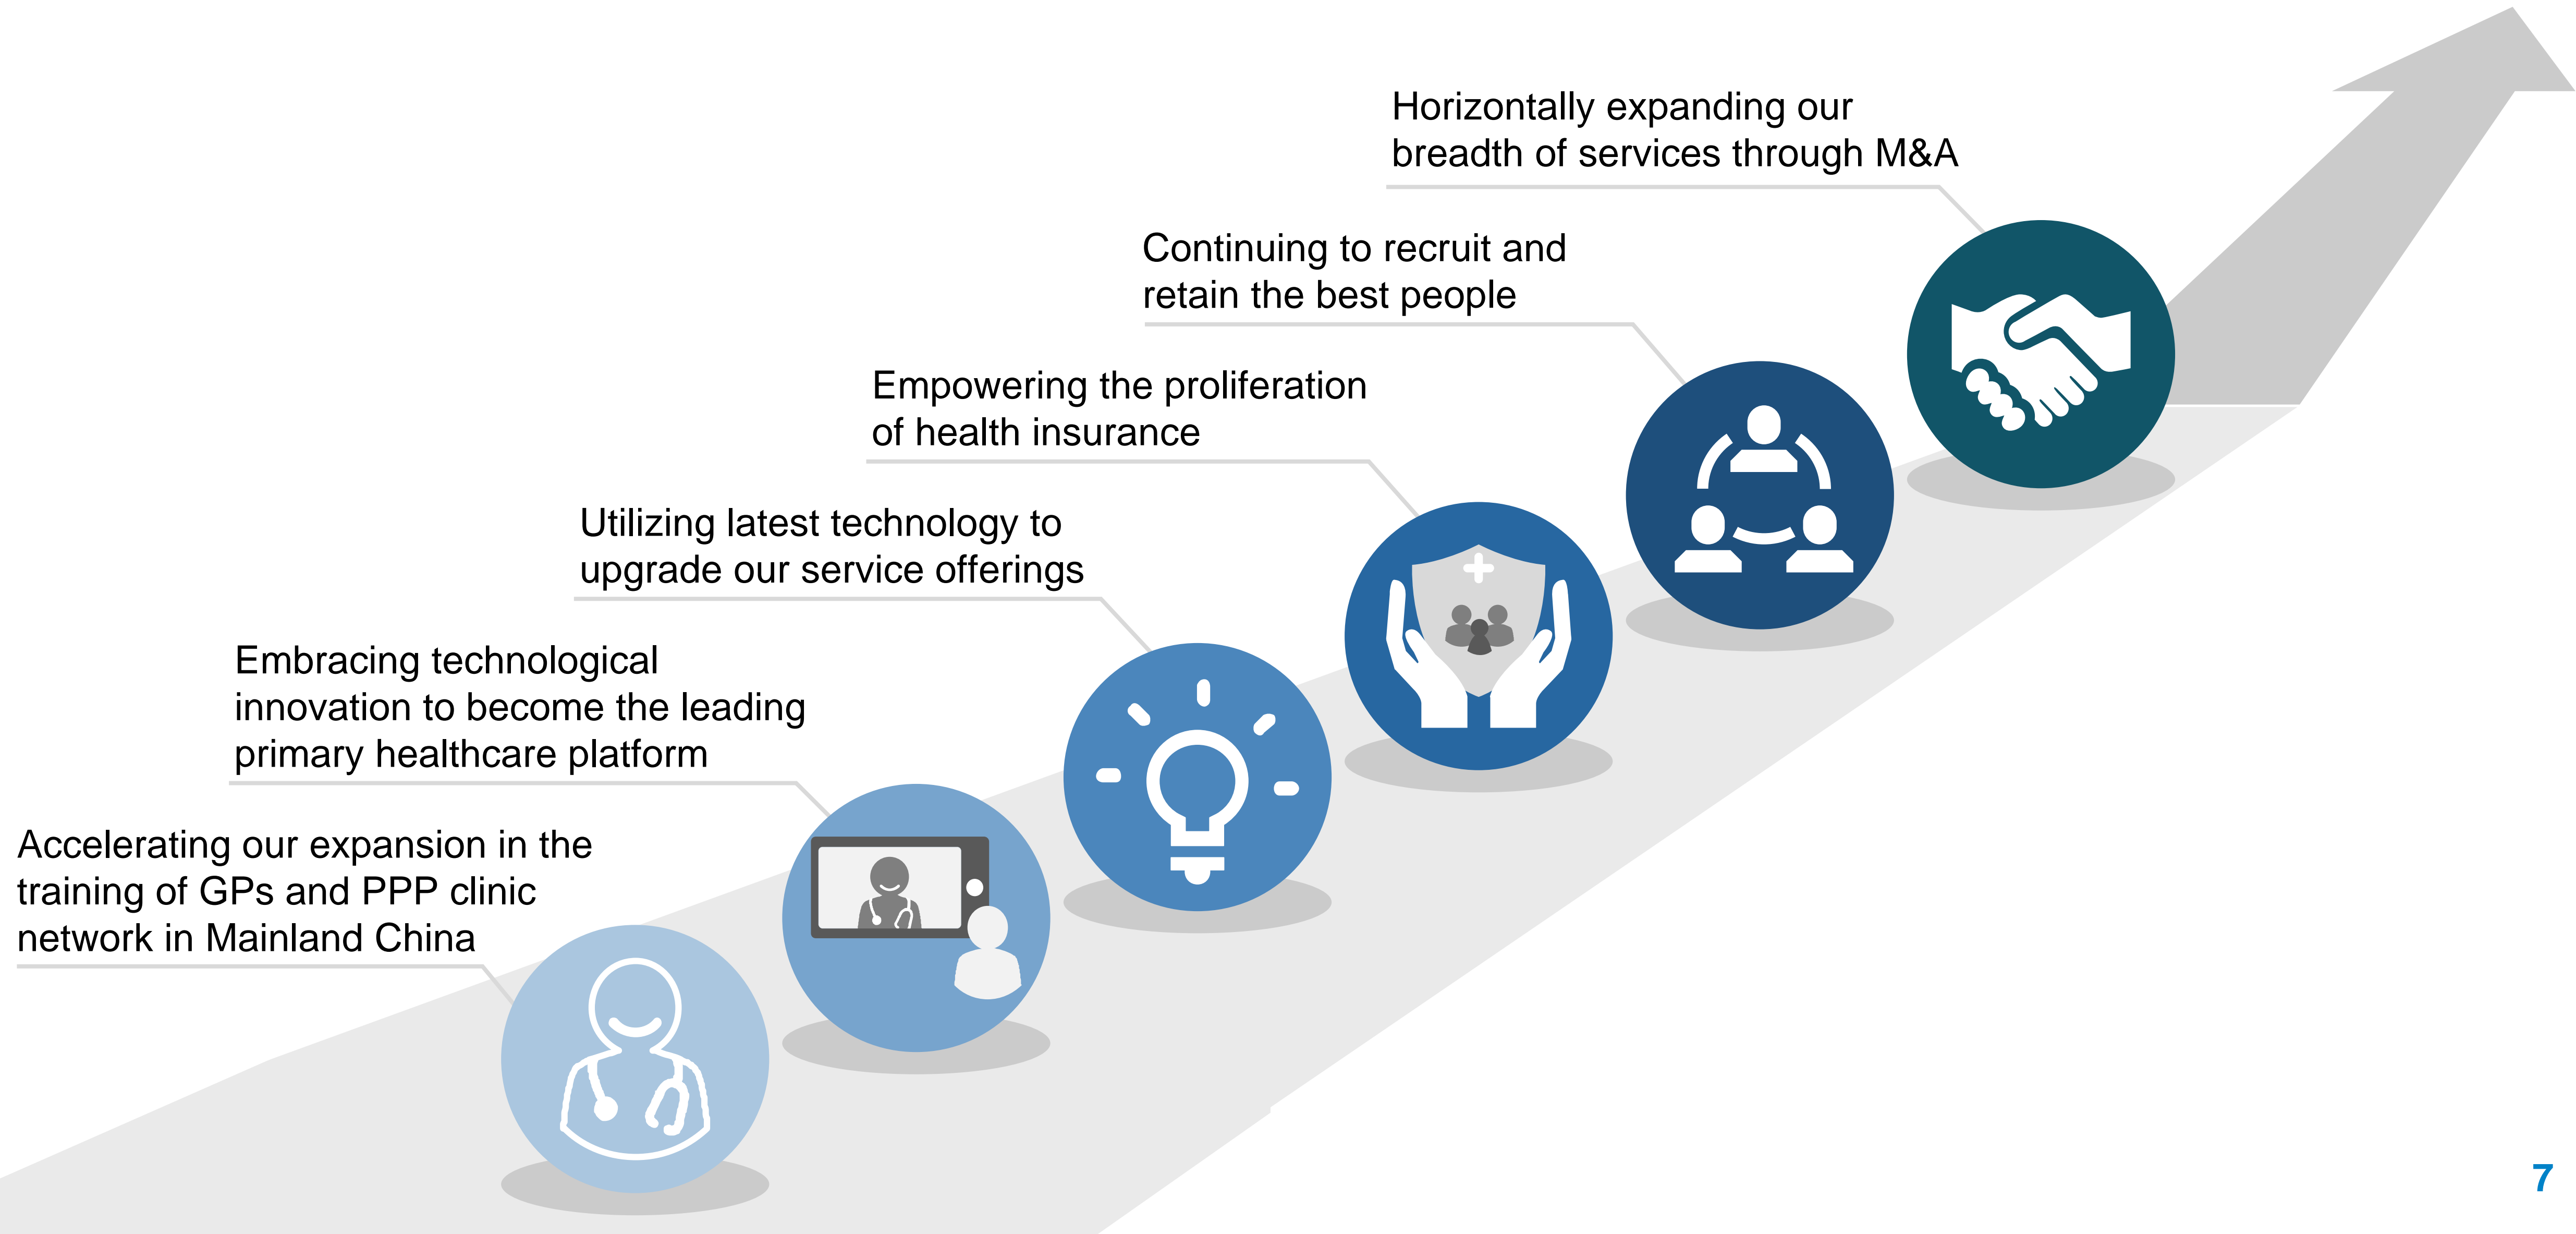 Horizontally expanding our
breadth of services through M&A
Continuing to recruit and
retain the best people
Empowering the proliferation
of health insurance
Utilizing latest technology to
upgrade our service offerings
Embracing technological
innovation to become the leading
primary healthcare platform
Accelerating our expansion in the
training of GPs and PPP clinic
network in Mainland China
7